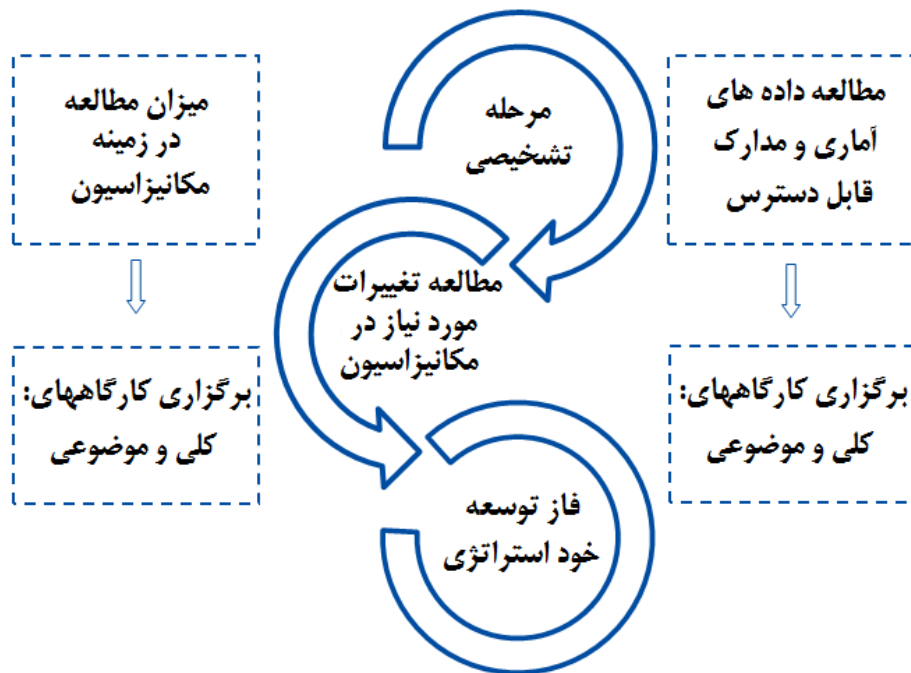 مطالعه داده های
آماری و مدارک
قابل دسترس
برگزاری کارگاههای:
کلی و موضوعی
مرحله
تشخیصی
مطالعه تغییرات
مورد نیاز در
مکانیزاسیون
فاز توسعه
خود استراتژی
میزان مطالعه
در زمینه
مکانیزاسیون
برگزاری کارگاههای:
کلی و موضوعی